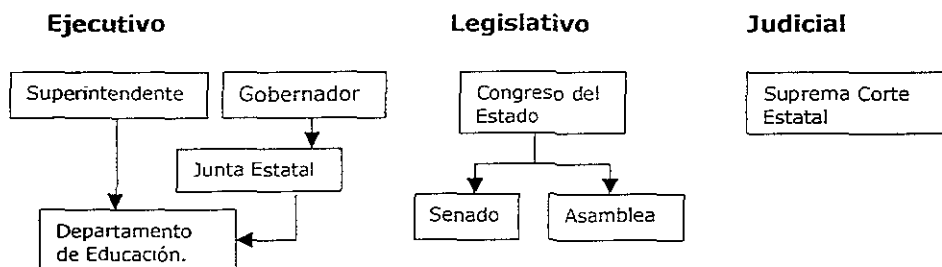 Ejecutivo
Legislativo
Judicial
Superintendente
Gobernador
Congreso del
Estado
Suprema Corte
Estatal
Junta Estatal
Senado
Asamblea
Departamento
de Educación.